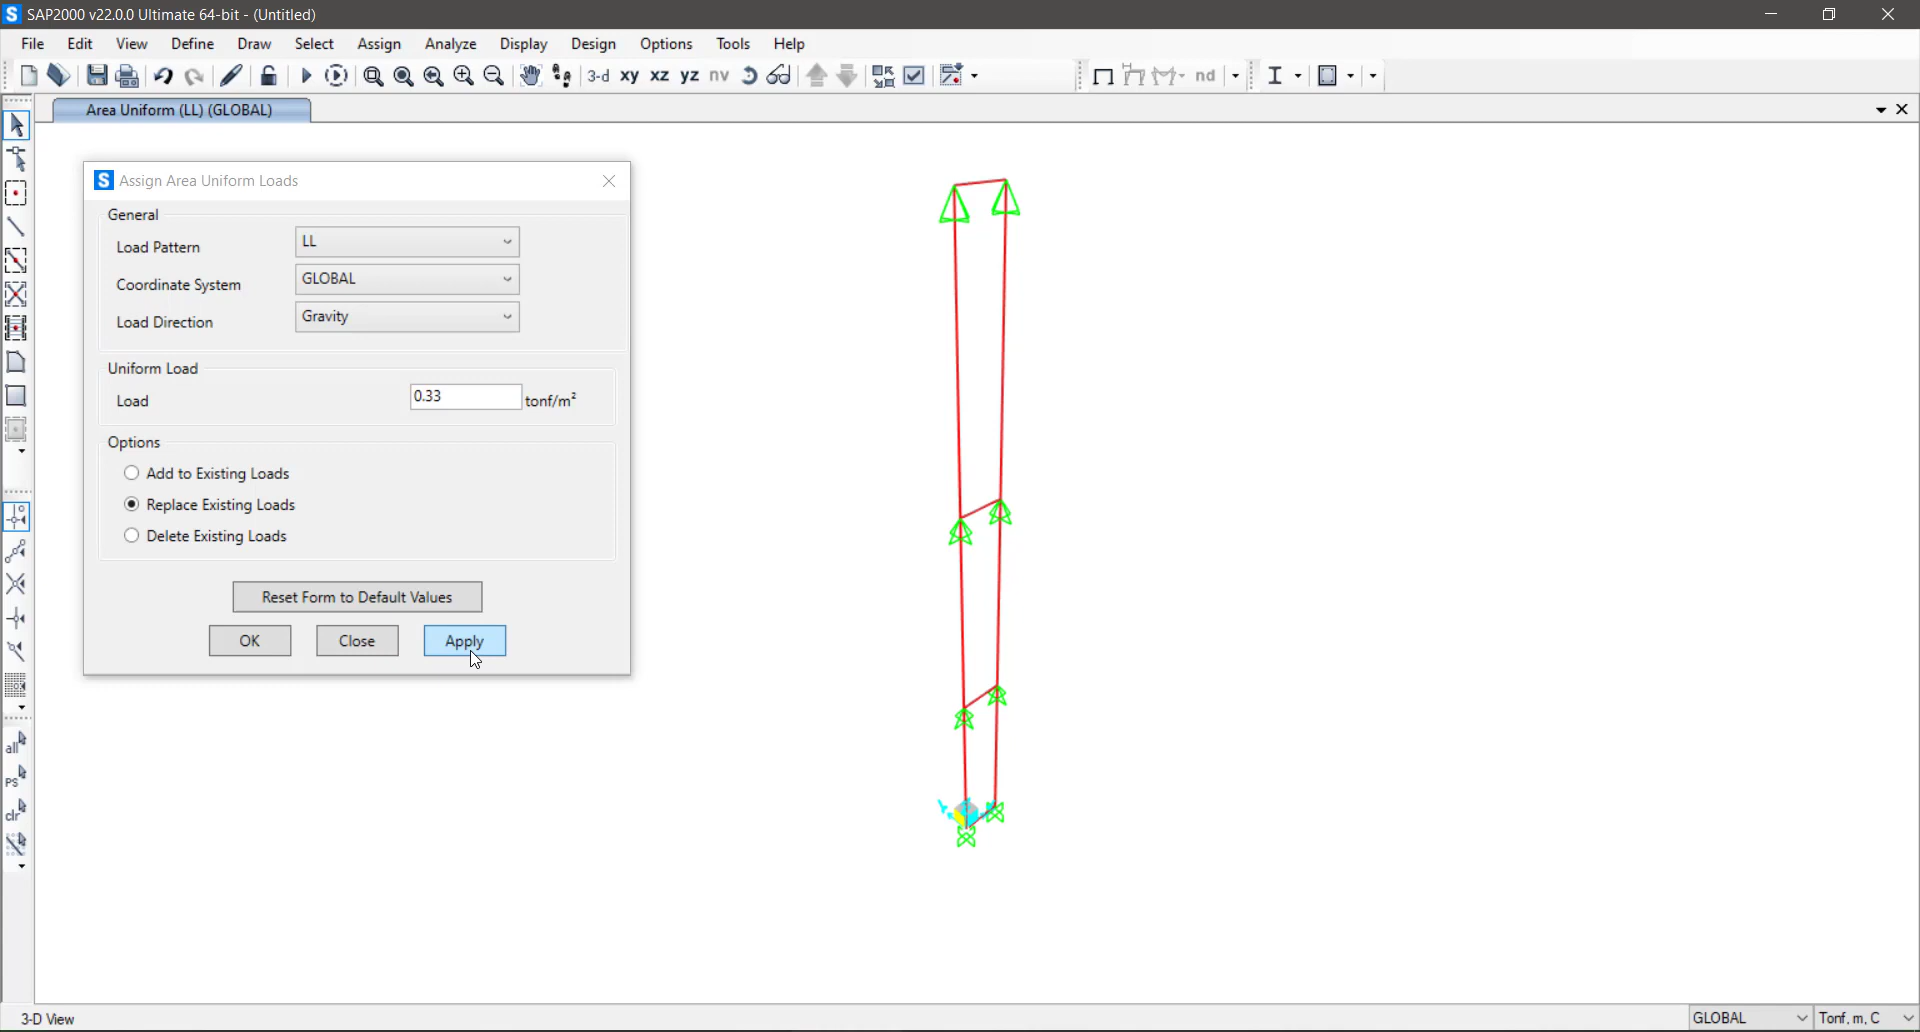 SAP2000 v22.0.0 Ultimate 64-bit - (Untitled)
File Edit View Define Draw Select Assign Analyze Display Design Options Tools Help
3-d xy xz yz nv nd
Area Uniform (LL) (GLOBAL)
Assign Area Uniform Loads
General
Load Pattern LL
Coordinate System GLOBAL
Load Direction Gravity
Uniform Load
Load 0.33 tonf/m²
Options
Add to Existing Loads
Replace Existing Loads
Delete Existing Loads
Reset Form to Default Values
OK Close Apply
all
PS
clr
3-D View GLOBAL Tonf, m, C